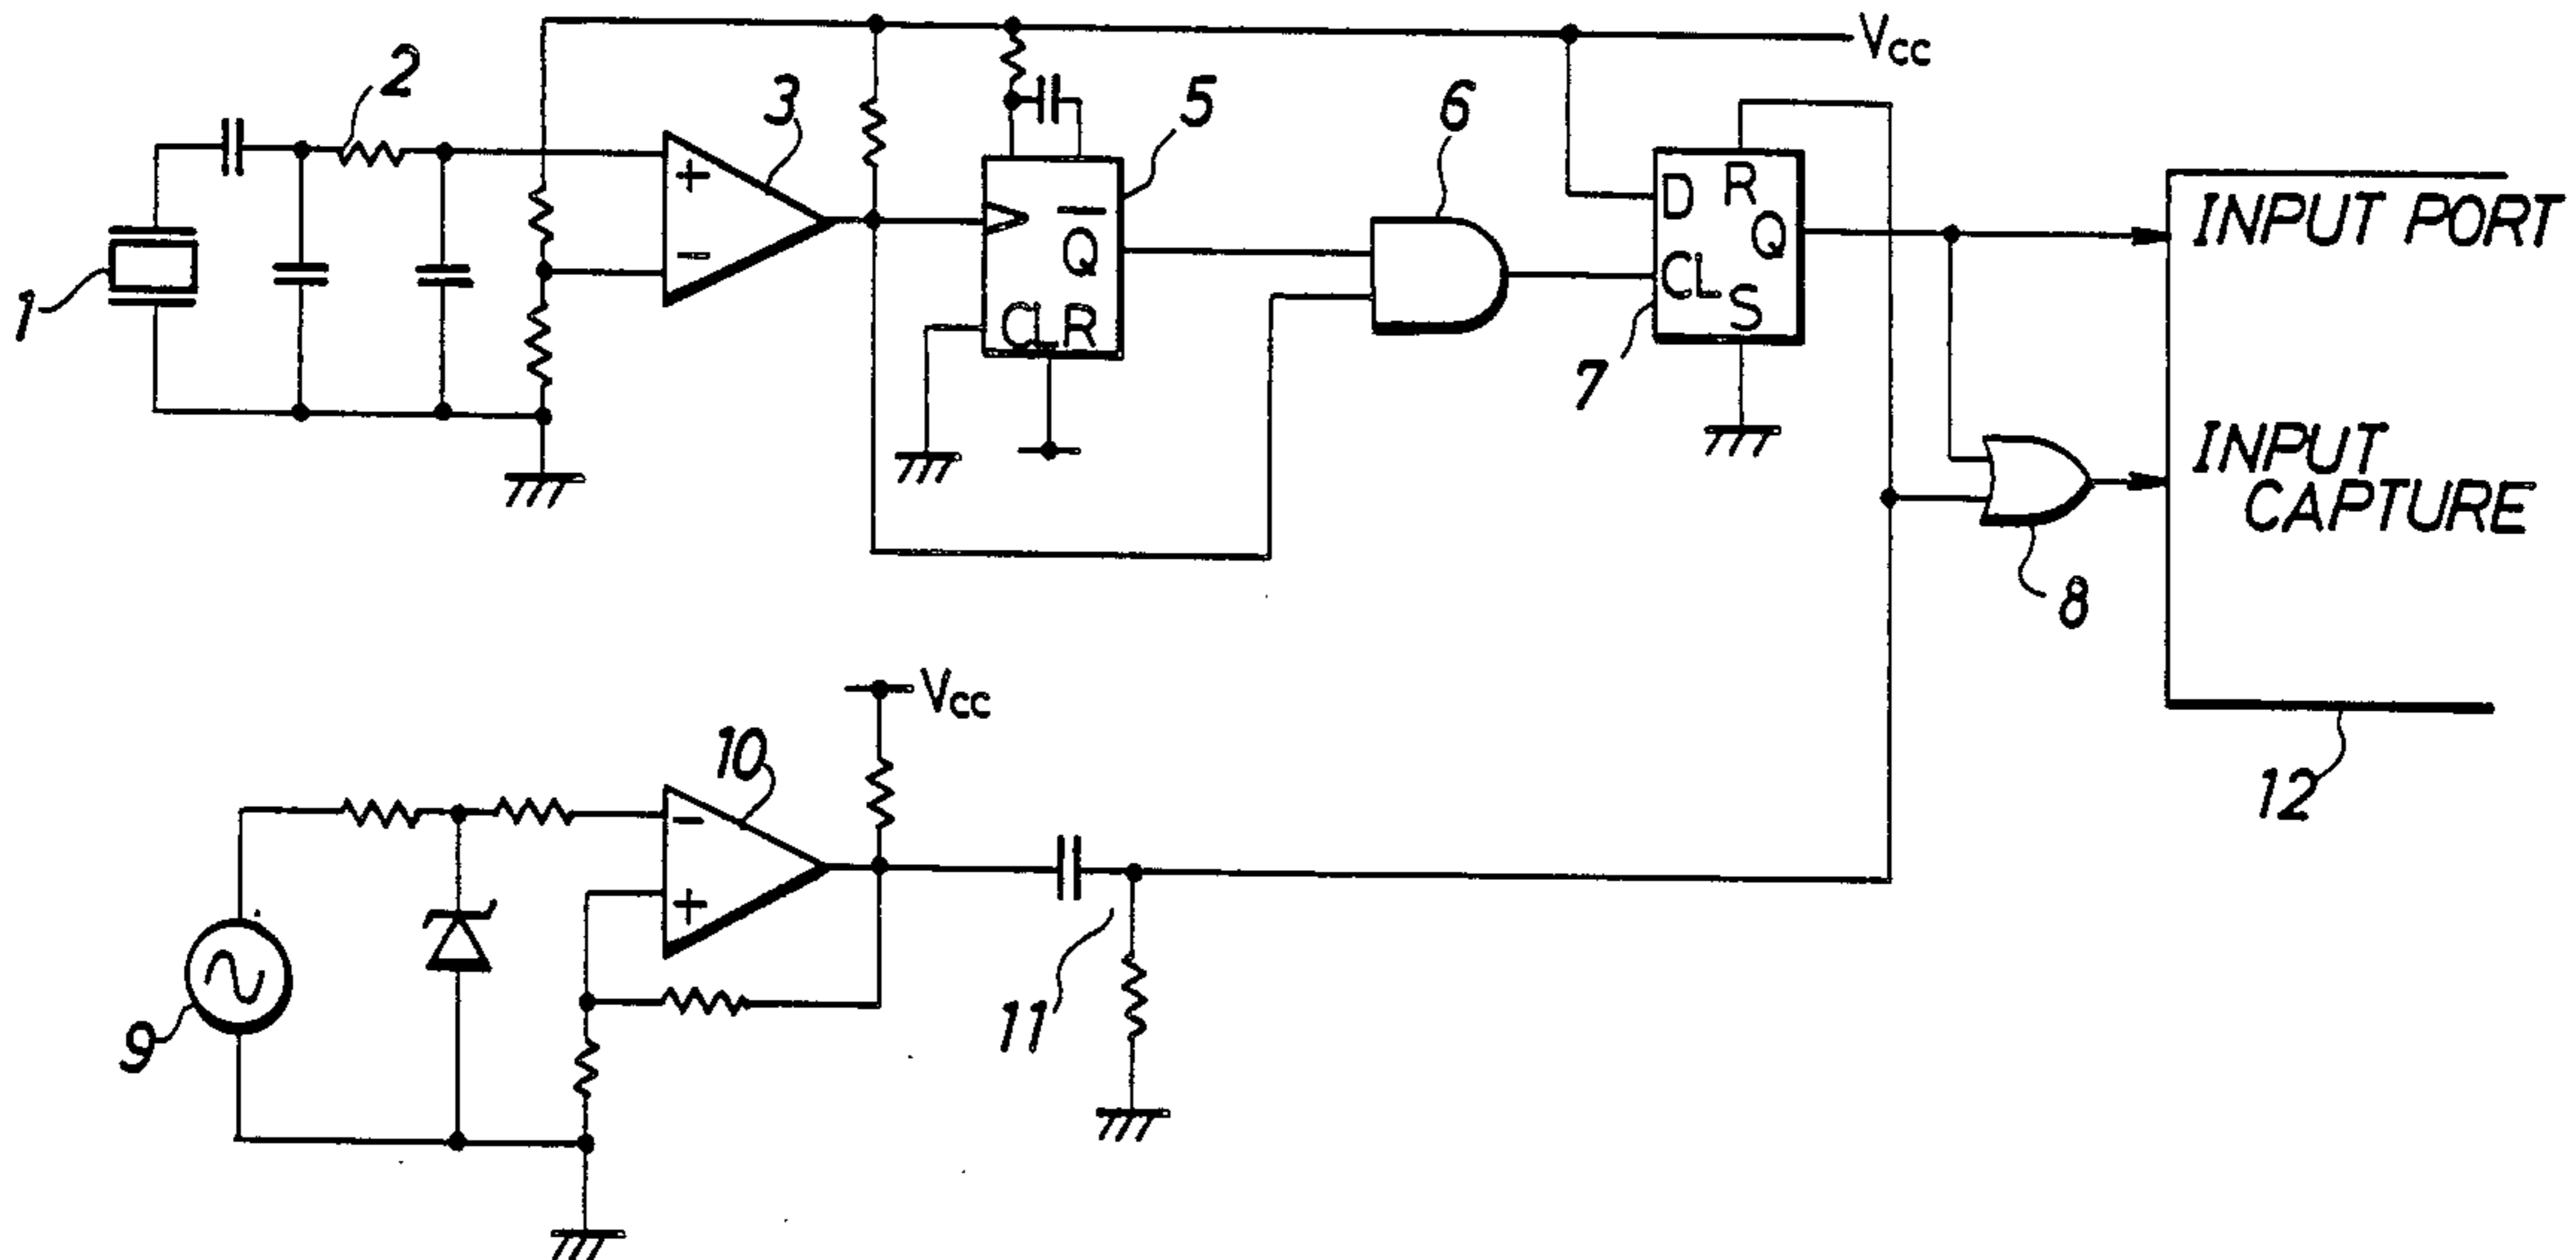 Vcc
2
3
5
6
1
+
-
Q
CLR
D
R
Q
CL
S
7
INPUT PORT
INPUT
CAPTURE
8
12
Vcc
10
-
+
9
11